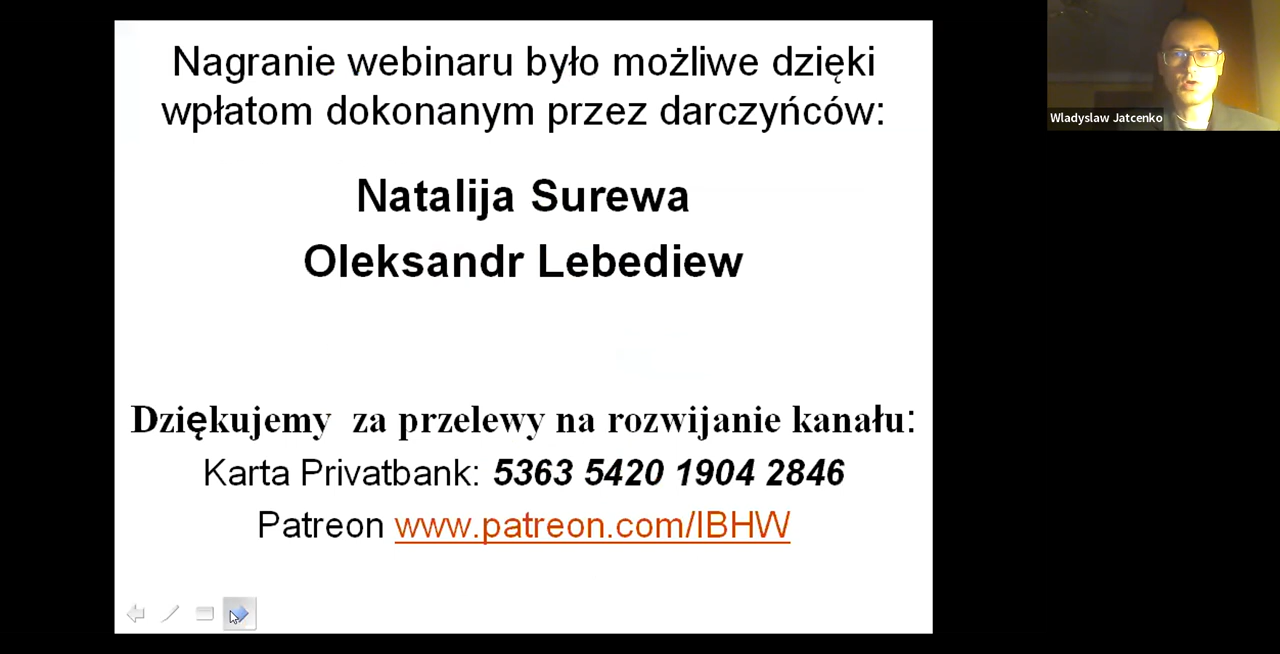 Nagranie webinaru było możliwe dzięki
wpłatom dokonanym przez darczyńców:
Natalija Surewa
Oleksandr Lebediew
Dziękujemy za przelewy na rozwijanie kanału:
Karta Privatbank: 5363 5420 1904 2846
Patreon www.patreon.com/IBHW
Wladyslaw Jatcenko